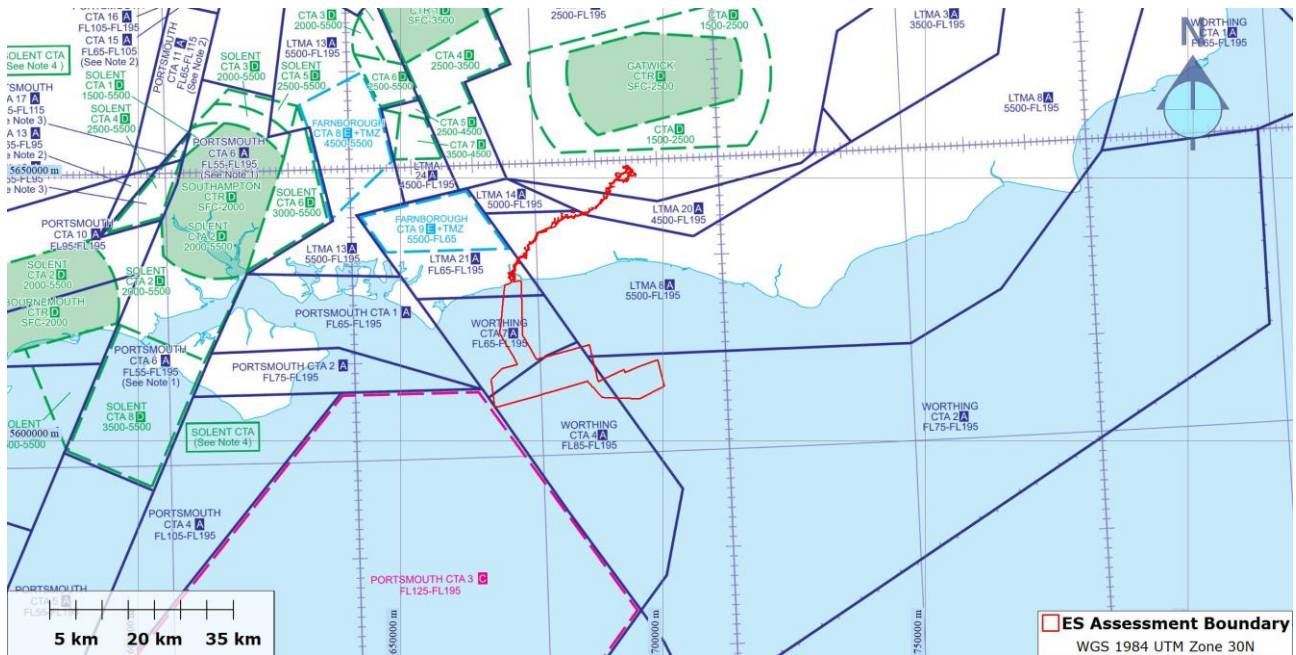 PORTSMOUTH
CTA 16 A
FL105-FL195
CTA 15 A
FL65-FL105
(See Note 2)
PORTSMOUTH
CTA 11 A
FL65-FL115
(See Note 2)
SOLENT CTA
(See Note 4)
SOLENT
CTA 1 D
1500-5500
SOLENT
CTA 4 D
2500-5500
SOLENT
CTA 3 D
2000-5500
CTA 3 D
2000-5500
LTMA 13 A
5500-FL195
SOLENT
CTA 5 D
2500-5500
SFC-3500
CTA 4 D
2500-3500
CTA 6 D
2500-5500
CTA 5 D
2500-4500
CTA 7 D
3500-4500
FARNBOROUGH
CTA 8 E +TMZ
4500-5500
2500-FL195
CTA D
1500-2500
GATWICK
CTR D
SFC-2500
CTA D
1500-2500
LTMA 3 A
3500-FL195
WORTHING
CTA 1 A
FL65-FL195
N
LTMA 8 A
5500-FL195
PORTSMOUTH
CTA 6 A
FL55-FL195
(See Note 1)
SOUTHAMPTON
CTR D
SFC-2000
SOLENT
CTA 2 D
2000-5500
SOLENT
CTA 6 D
3000-5500
5650000 m
LTMA
24 A
4500-FL195
LTMA 14 A
5000-FL195
LTMA 20 A
4500-FL195
FARNBOROUGH
CTA 9 E +TMZ
5500-FL65
PORTSMOUTH
CTA 10 A
FL95-FL195
LTMA 13 A
5500-FL195
LTMA 21 A
FL65-FL195
SOLENT
CTA 2 D
2000-5500
SOLENT
CTA 2 D
2000-5500
BOURNEMOUTH
CTR D
SFC-2000
LTMA 8 A
5500-FL195
PORTSMOUTH CTA 1 A
FL65-FL195
WORTHING
CTA 7 A
FL65-FL195
PORTSMOUTH
CTA 6 A
FL55-FL195
(See Note 1)
PORTSMOUTH CTA 2 A
FL75-FL195
SOLENT
CTA 8 D
3500-5500
SOLENT
5600000 m
SOLENT CTA
(See Note 4)
WORTHING
CTA 4 A
FL85-FL195
WORTHING
CTA 2 A
FL75-FL195
PORTSMOUTH
CTA 4 A
FL105-FL195
PORTSMOUTH CTA 3 C
FL125-FL195
PORTSMOUTH
CTA 5 A
650000 m
700000 m
750000 m
5 km 20 km 35 km
ES Assessment Boundary
WGS 1984 UTM Zone 30N